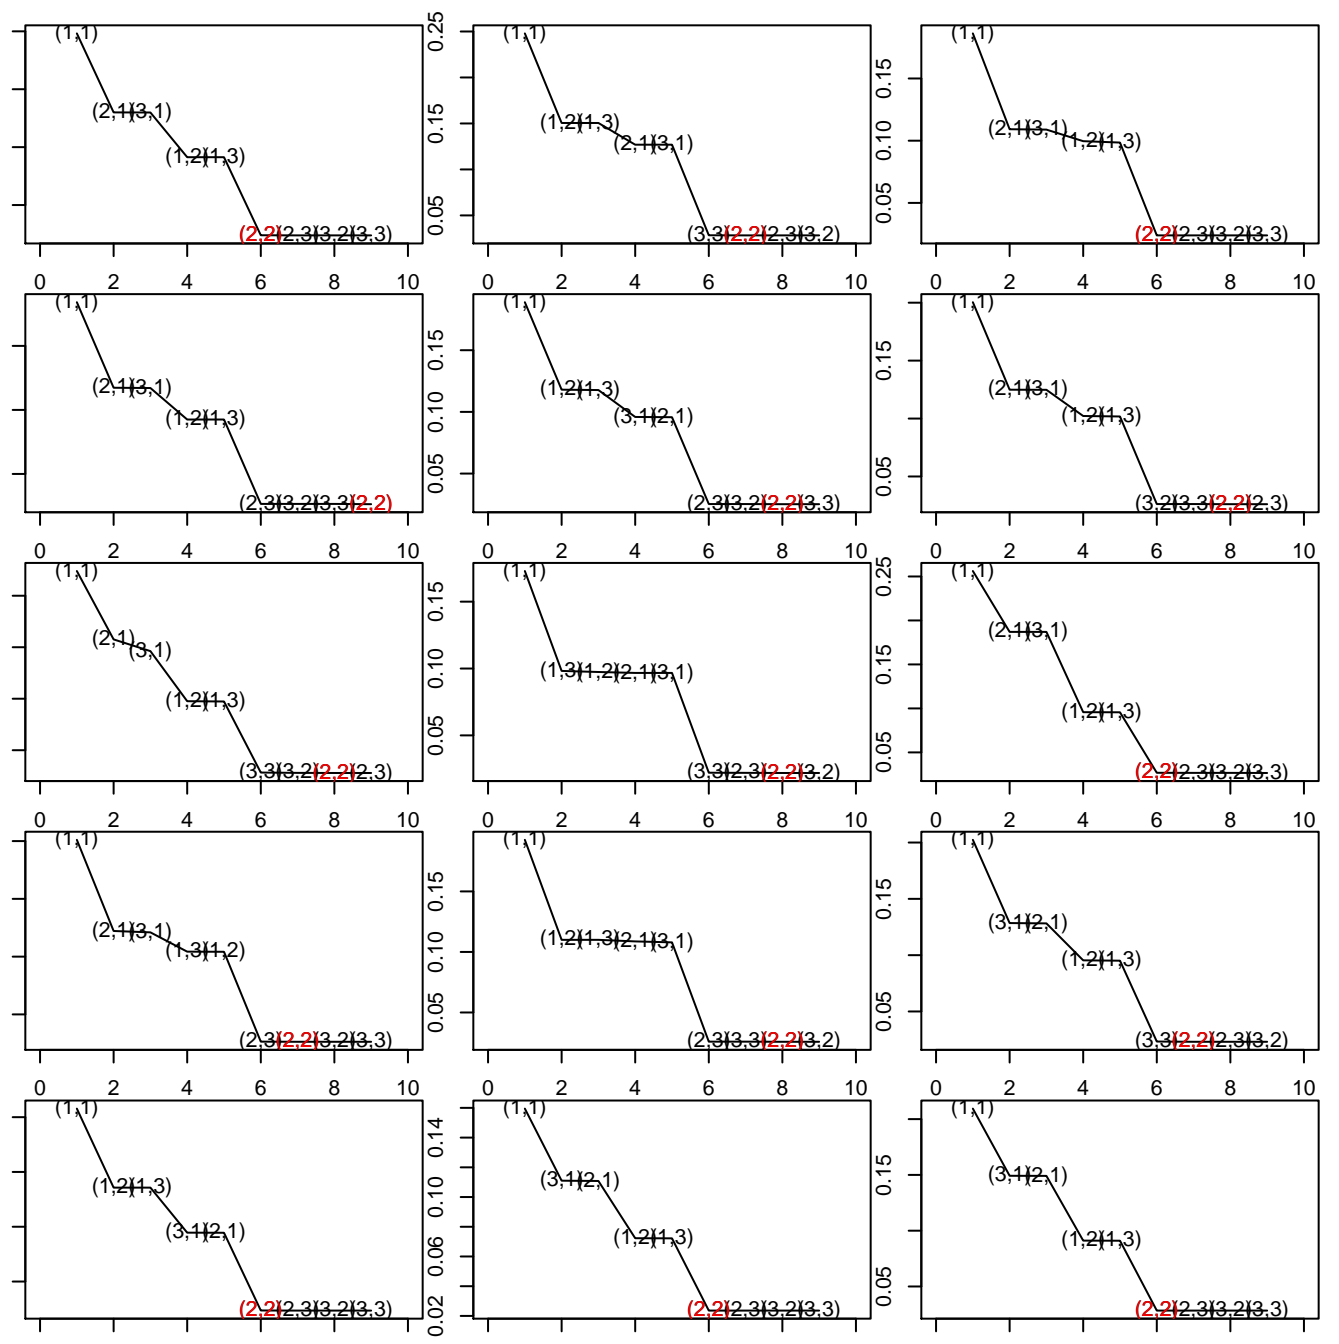 (1,1) (2,1) (3,1) (1,2) (1,3) (2,2) (2,3) (3,2) (3,3)
0.05 0.15 0.25
(1,1) (1,2) (1,3) (2,1) (3,1) (3,3) (2,2) (2,3) (3,2)
0.05 0.10 0.15
(1,1) (2,1) (3,1) (1,2) (1,3) (2,2) (2,3) (3,2) (3,3)
0 2 4 6 8 10 0 2 4 6 8 10 0 2 4 6 8 10
(1,1) (2,1) (3,1) (1,2) (1,3) (2,3) (3,2) (3,3) (2,2)
0.05 0.10 0.15
(1,1) (1,2) (1,3) (3,1) (2,1) (2,3) (3,2) (2,2) (3,3)
0.05 0.15
(1,1) (2,1) (3,1) (1,2) (1,3) (3,2) (3,3) (2,2) (2,3)
0 2 4 6 8 10 0 2 4 6 8 10 0 2 4 6 8 10
(1,1) (2,1) (3,1) (1,2) (1,3) (3,3) (3,2) (2,2) (2,3)
0.05 0.10 0.15
(1,1) (1,3) (1,2) (2,1) (3,1) (3,3) (2,3) (2,2) (3,2)
0.05 0.15 0.25
(1,1) (2,1) (3,1) (1,2) (1,3) (2,2) (2,3) (3,2) (3,3)
0 2 4 6 8 10 0 2 4 6 8 10 0 2 4 6 8 10
(1,1) (2,1) (3,1) (1,3) (1,2) (2,3) (2,2) (3,2) (3,3)
0.05 0.10 0.15
(1,1) (1,2) (1,3) (2,1) (3,1) (2,3) (3,3) (2,2) (3,2)
0.05 0.15
(1,1) (3,1) (2,1) (1,2) (1,3) (3,3) (2,2) (2,3) (3,2)
0 2 4 6 8 10 0 2 4 6 8 10 0 2 4 6 8 10
(1,1) (1,2) (1,3) (3,1) (2,1) (2,2) (2,3) (3,2) (3,3)
0.02 0.06 0.10 0.14
(1,1) (3,1) (2,1) (1,2) (1,3) (2,2) (2,3) (3,2) (3,3)
0.05 0.15
(1,1) (3,1) (2,1) (1,2) (1,3) (2,2) (2,3) (3,2) (3,3)